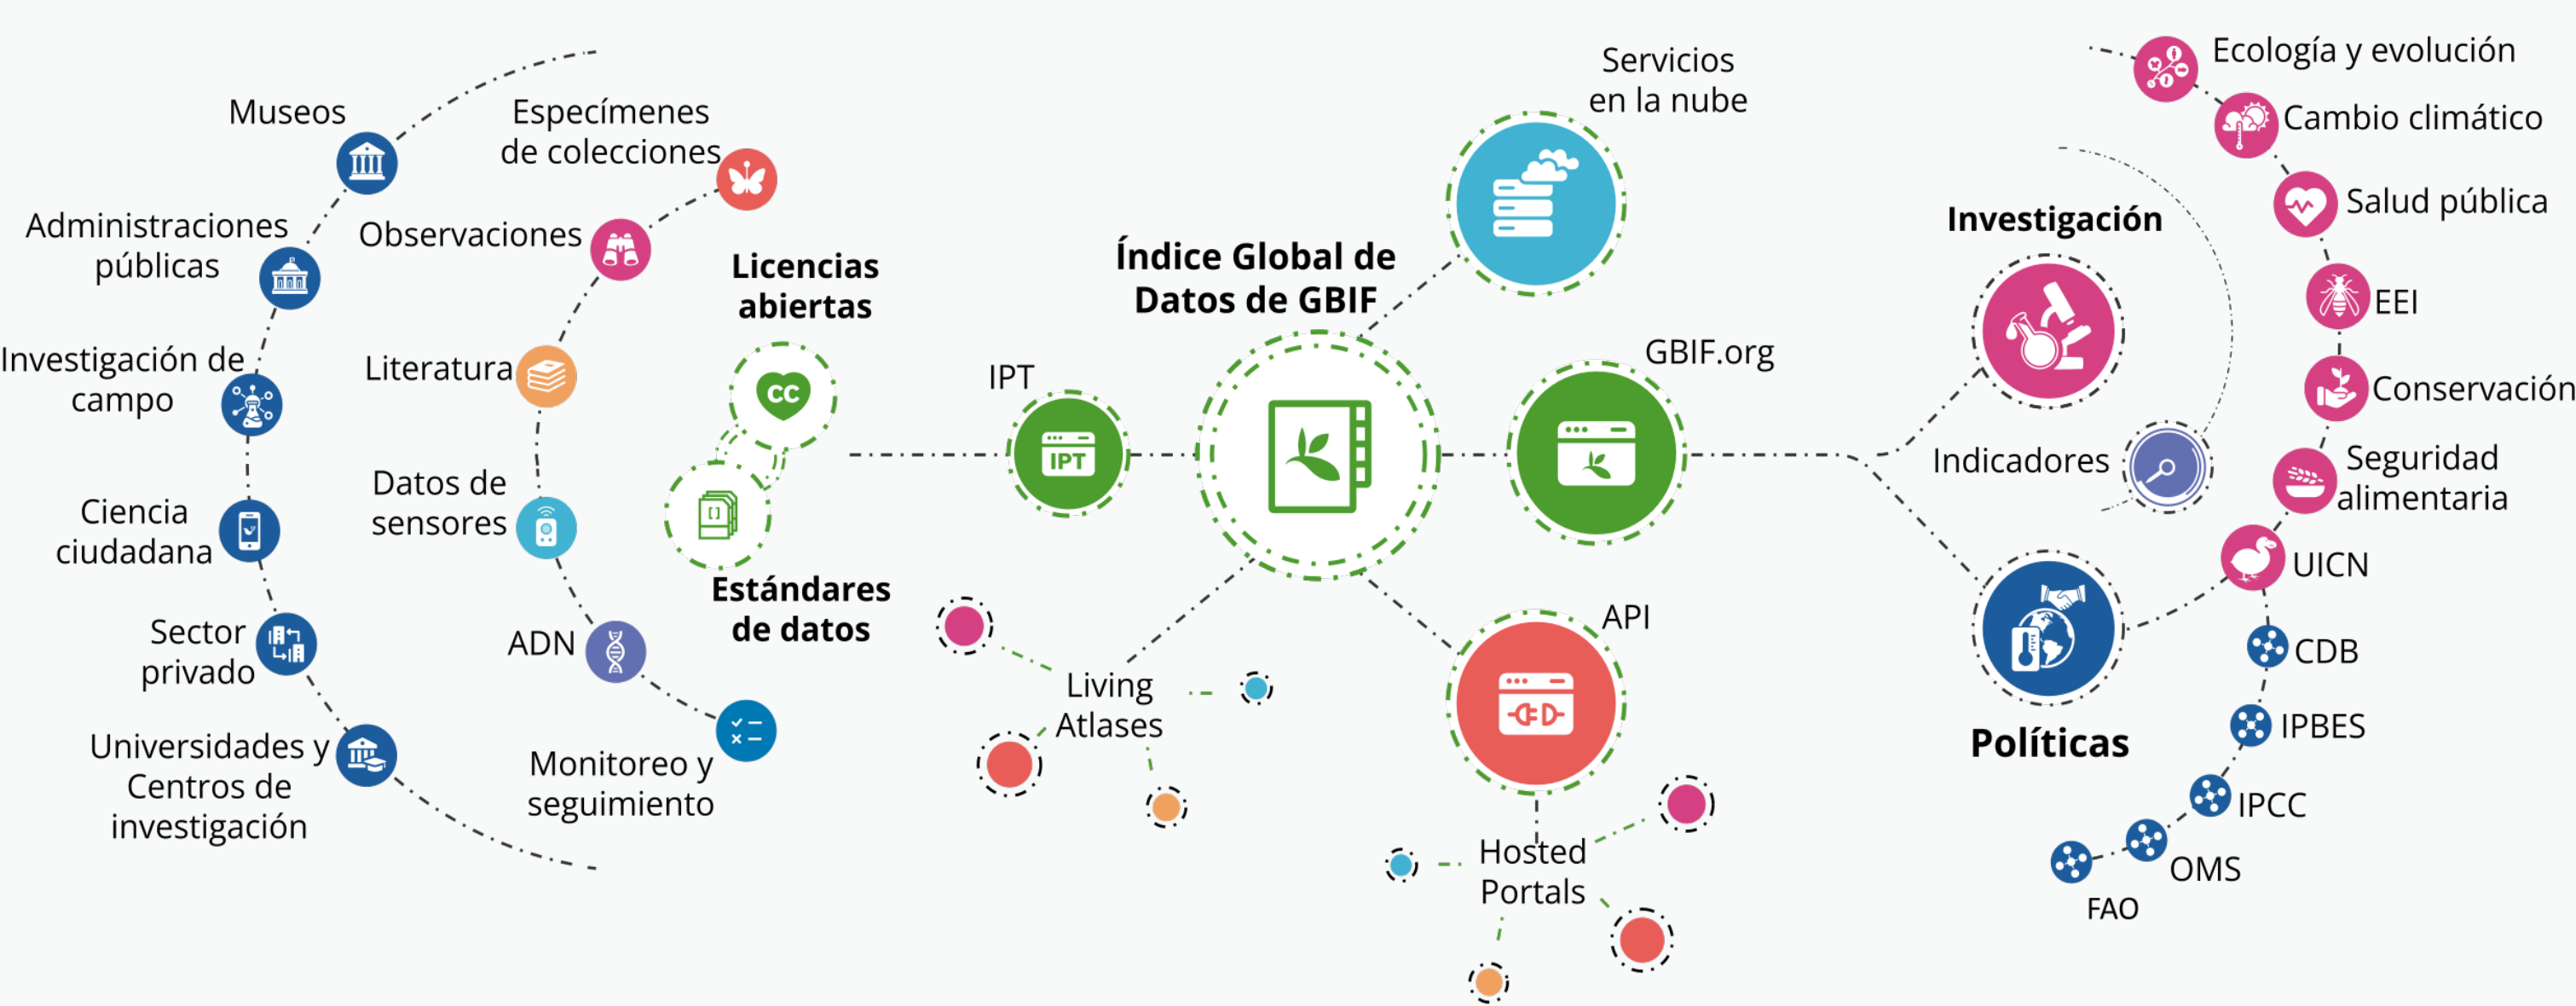 Museos
Administraciones
públicas
Investigación de
campo
Ciencia
ciudadana
Sector
privado
Universidades y
Centros de
investigación
Especímenes
de colecciones
Observaciones
Literatura
Datos de
sensores
ADN
Monitoreo y
seguimiento
Licencias
abiertas
CC
[ ]
Estándares
de datos
IPT
IPT
Índice Global de
Datos de GBIF
Servicios
en la nube
GBIF.org
API
Living
Atlases
Hosted
Portals
Investigación
Indicadores
Políticas
Ecología y evolución
Cambio climático
Salud pública
EEI
Conservación
Seguridad
alimentaria
UICN
CDB
IPBES
IPCC
OMS
FAO